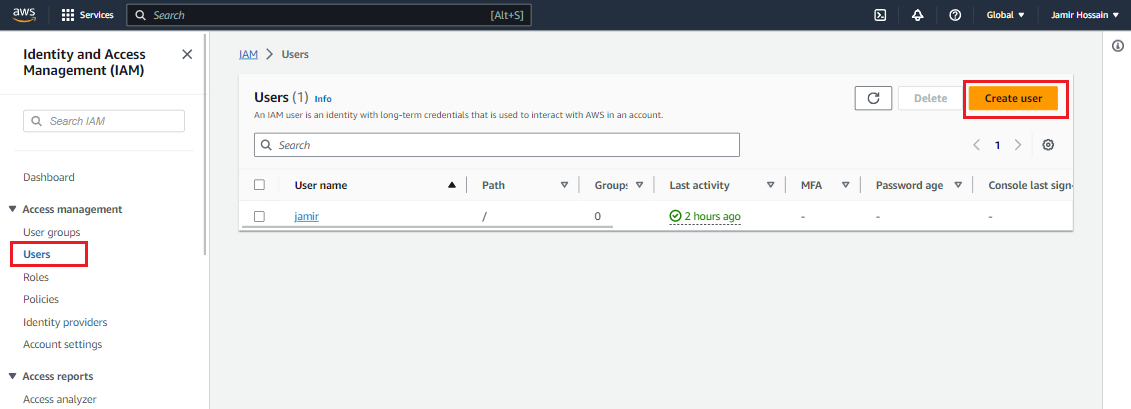 aws
Services
Search
[Alt+S]
Global
Jamir Hossain
Identity and Access
Management (IAM)
Search IAM
Dashboard
Access management
User groups
Users
Roles
Policies
Identity providers
Account settings
Access reports
Access analyzer
IAM > Users
Users (1) Info
An IAM user is an identity with long-term credentials that is used to interact with AWS in an account.
Delete
Create user
Search
1
User name Path Groups Last activity MFA Password age Console last sign-
jamir / 0 2 hours ago - - -